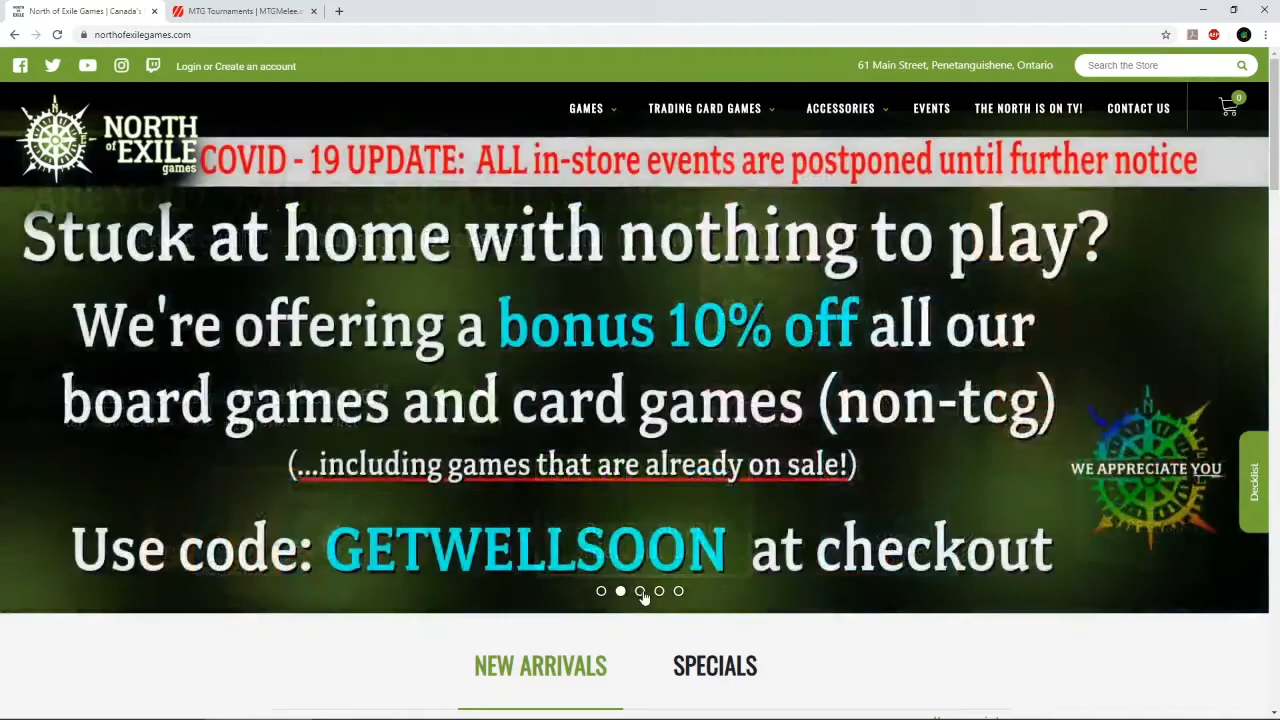 North of Exile Games | Canada's
MTG Tournaments | MTGMelee.c
northofexilegames.com
Login or Create an account
61 Main Street, Penetanguishene, Ontario
Search the Store
NORTH
of EXILE
games
GAMES
TRADING CARD GAMES
ACCESSORIES
EVENTS
THE NORTH IS ON TV!
CONTACT US
0
COVID - 19 UPDATE: ALL in-store events are postponed until further notice
Stuck at home with nothing to play?
We're offering a bonus 10% off all our
board games and card games (non-tcg)
(...including games that are already on sale!)
WE APPRECIATE YOU
Decklist
Use code: GETWELLSOON at checkout
NEW ARRIVALS
SPECIALS